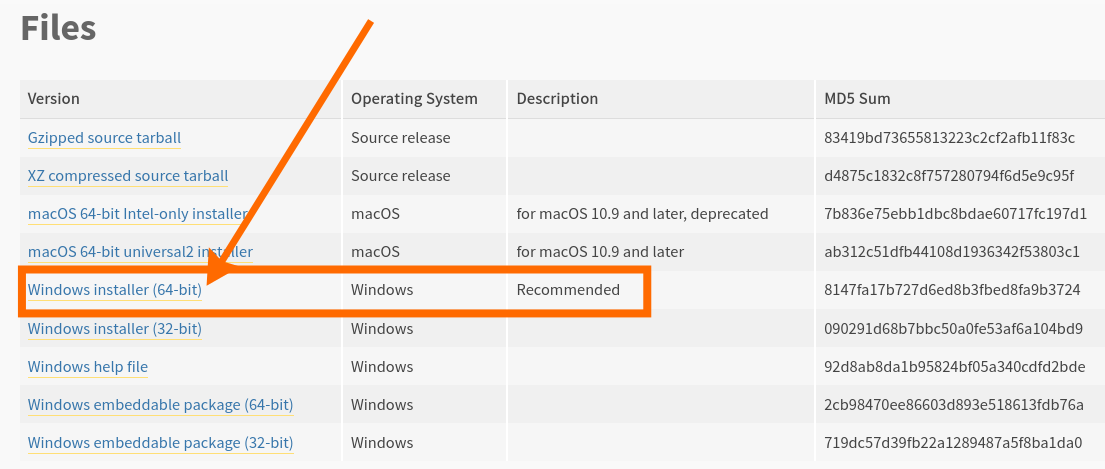 Files
Version Operating System Description MD5 Sum
Gzipped source tarball Source release 83419bd73655813223c2cf2afb11f83c
XZ compressed source tarball Source release d4875c1832c8f757280794f6d5e9c95f
macOS 64-bit Intel-only installer macOS for macOS 10.9 and later, deprecated 7b836e75ebb1dbc8bdae60717fc197d1
macOS 64-bit universal2 installer macOS for macOS 10.9 and later ab312c51dfb44108d1936342f53803c1
Windows installer (64-bit) Windows Recommended 8147fa17b727d6ed8b3fbed8fa9b3724
Windows installer (32-bit) Windows 090291d68b7bbc50a0fe53af6a104bd9
Windows help file Windows 92d8ab8da1b95824bf05a340cdfd2bde
Windows embeddable package (64-bit) Windows 2cb98470ee86603d893e518613fdb76a
Windows embeddable package (32-bit) Windows 719dc57d39fb22a1289487a5f8ba1da0